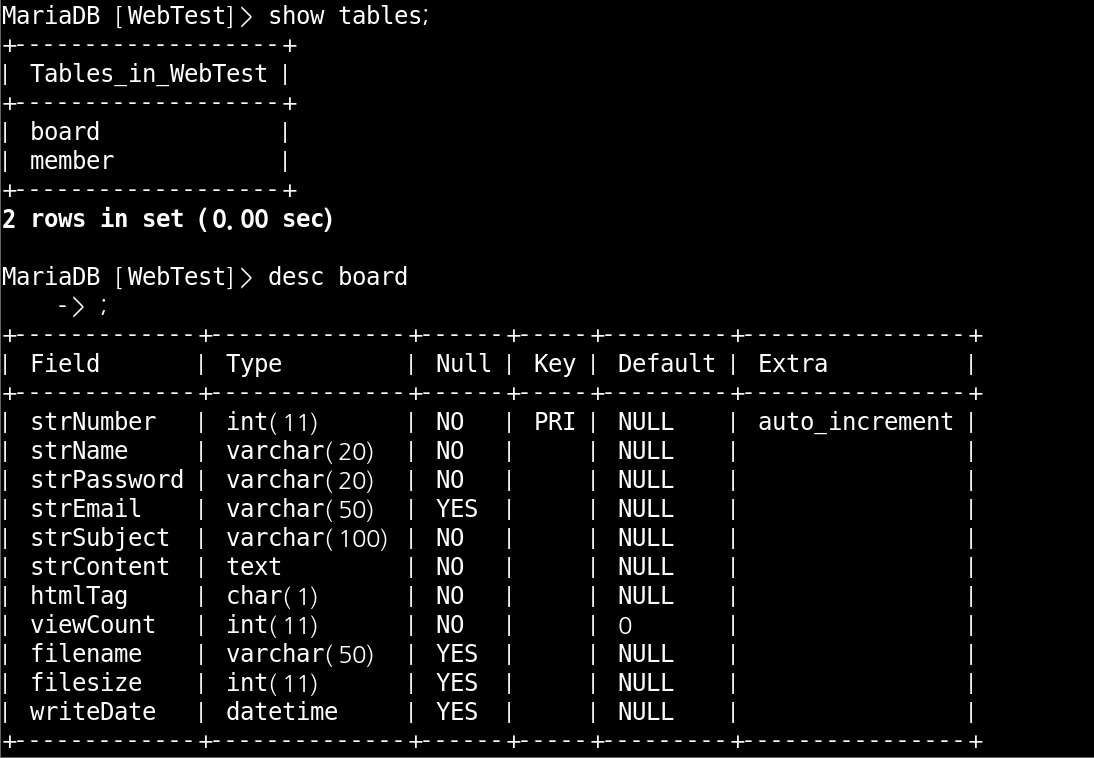 MariaDB [WebTest]> show tables;
+-------------------+
| Tables_in_WebTest |
+-------------------+
| board             |
| member            |
+-------------------+
2 rows in set (0.00 sec)

MariaDB [WebTest]> desc board
    -> ;
+-------------+--------------+------+-----+---------+----------------+
| Field       | Type         | Null | Key | Default | Extra          |
+-------------+--------------+------+-----+---------+----------------+
| strNumber   | int(11)      | NO   | PRI | NULL    | auto_increment |
| strName     | varchar(20)  | NO   |     | NULL    |                |
| strPassword | varchar(20)  | NO   |     | NULL    |                |
| strEmail    | varchar(50)  | YES  |     | NULL    |                |
| strSubject  | varchar(100) | NO   |     | NULL    |                |
| strContent  | text         | NO   |     | NULL    |                |
| htmlTag     | char(1)      | NO   |     | NULL    |                |
| viewCount   | int(11)      | NO   |     | 0       |                |
| filename    | varchar(50)  | YES  |     | NULL    |                |
| filesize    | int(11)      | YES  |     | NULL    |                |
| writeDate   | datetime     | YES  |     | NULL    |                |
+-------------+--------------+------+-----+---------+----------------+